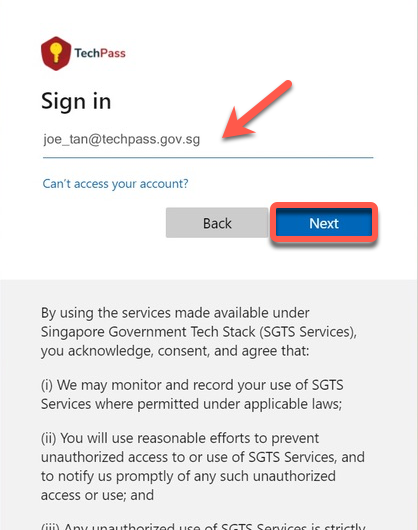 TechPass
Sign in
joe_tan@techpass.gov.sg
Can't access your account?
Back
Next
By using the services made available under
Singapore Government Tech Stack (SGTS Services),
you acknowledge, consent, and agree that:
(i) We may monitor and record your use of SGTS
Services where permitted under applicable laws;
(ii) You will use reasonable efforts to prevent
unauthorized access to or use of SGTS Services, and
to notify us promptly of any such unauthorized
access or use; and
(iii) Any unauthorized use of SGTS Services is strictly